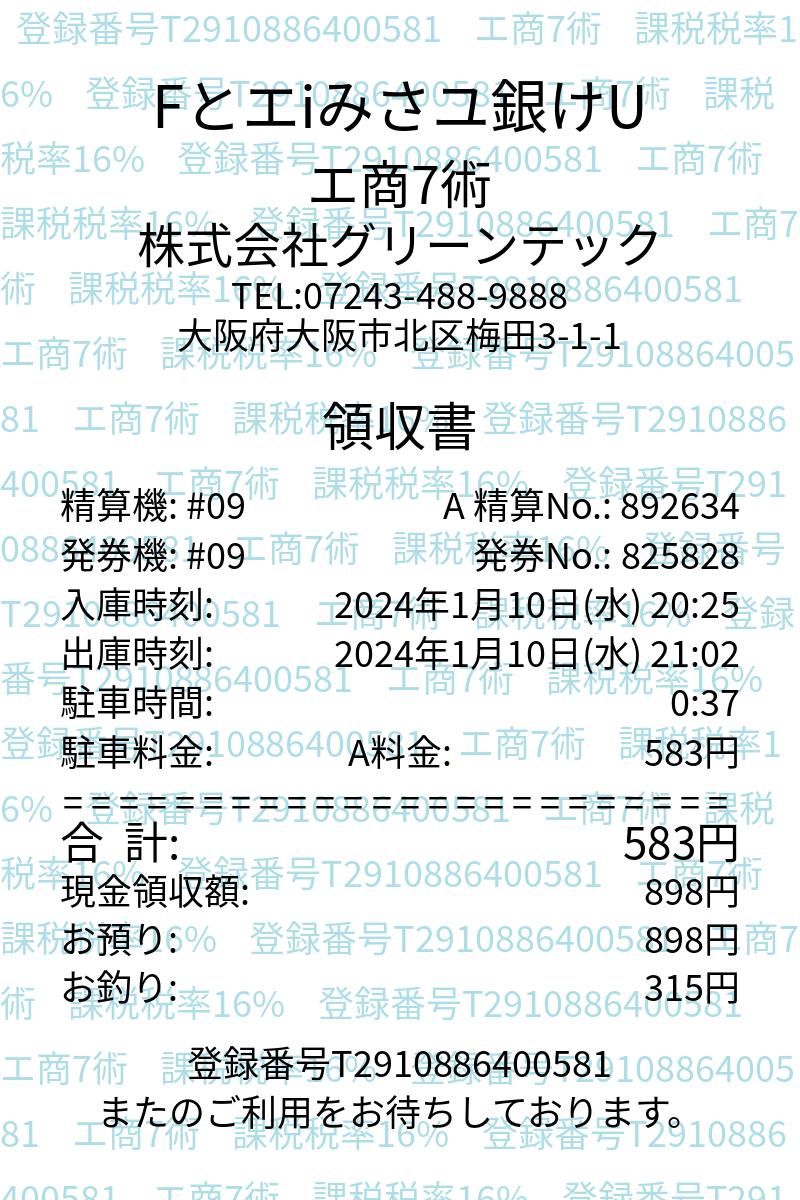 Fとエiみさユ銀けU
工商7術
株式会社グリーンテック
TEL:07243-488-9888
大阪府大阪市北区梅田3-1-1
領収書
精算機: #09 A 精算No.: 892634
発券機: #09 発券No.: 825828
入庫時刻: 2024年1月10日(水) 20:25
出庫時刻: 2024年1月10日(水) 21:02
駐車時間: 0:37
駐車料金: A料金: 583円
========================
合 計: 583円
現金領収額: 898円
お預り: 898円
お釣り: 315円
登録番号T2910886400581
またのご利用をお待ちしております。
登録番号T2910886400581 工商7術 課税税率16%